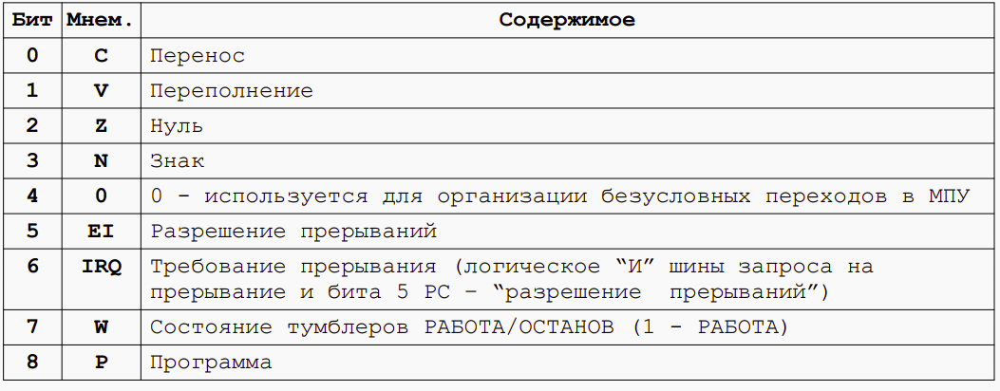 Бит Мнем. Содержимое
0 C Перенос
1 V Переполнение
2 Z Нуль
3 N Знак
4 0 0 – используется для организации безусловных переходов в МПУ
5 EI Разрешение прерываний
6 IRQ Требование прерывания (логическое “И” шины запроса на
прерывание и бита 5 РС – “разрешение прерываний”)
7 W Состояние тумблеров РАБОТА/ОСТАНОВ (1 - РАБОТА)
8 P Программа